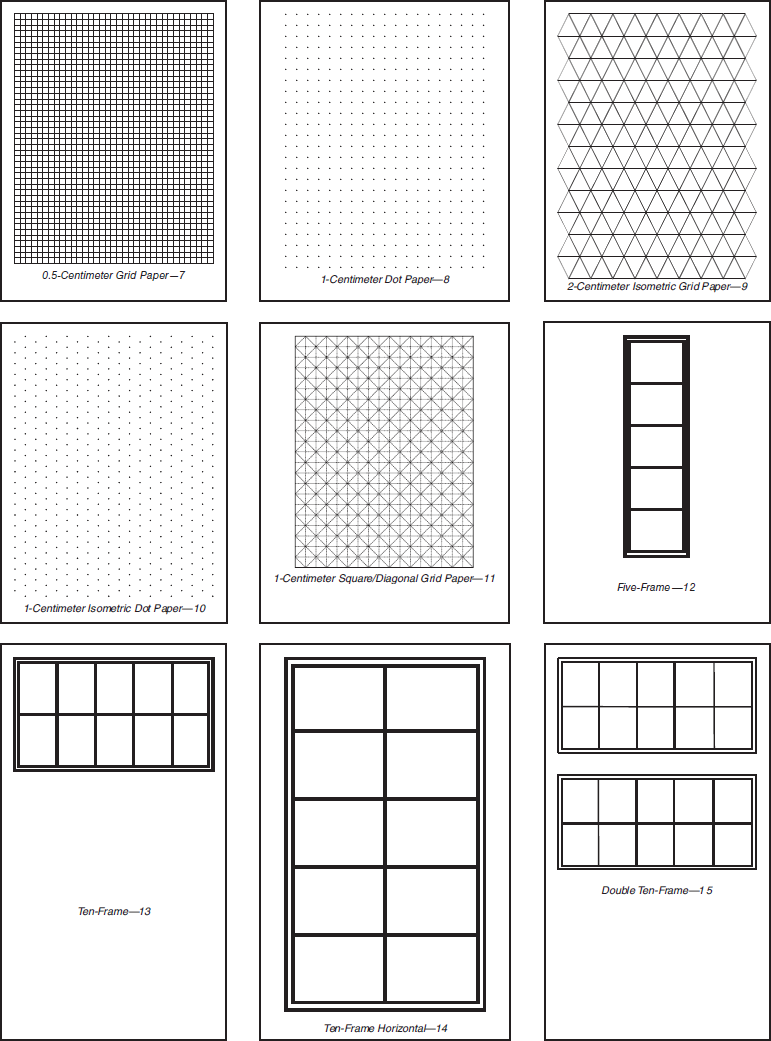 0.5-Centimeter Grid Paper—7
1-Centimeter Dot Paper—8
2-Centimeter Isometric Grid Paper—9
1-Centimeter Isometric Dot Paper—10
1-Centimeter Square/Diagonal Grid Paper—11
Five-Frame—12
Ten-Frame—13
Ten-Frame Horizontal—14
Double Ten-Frame—15